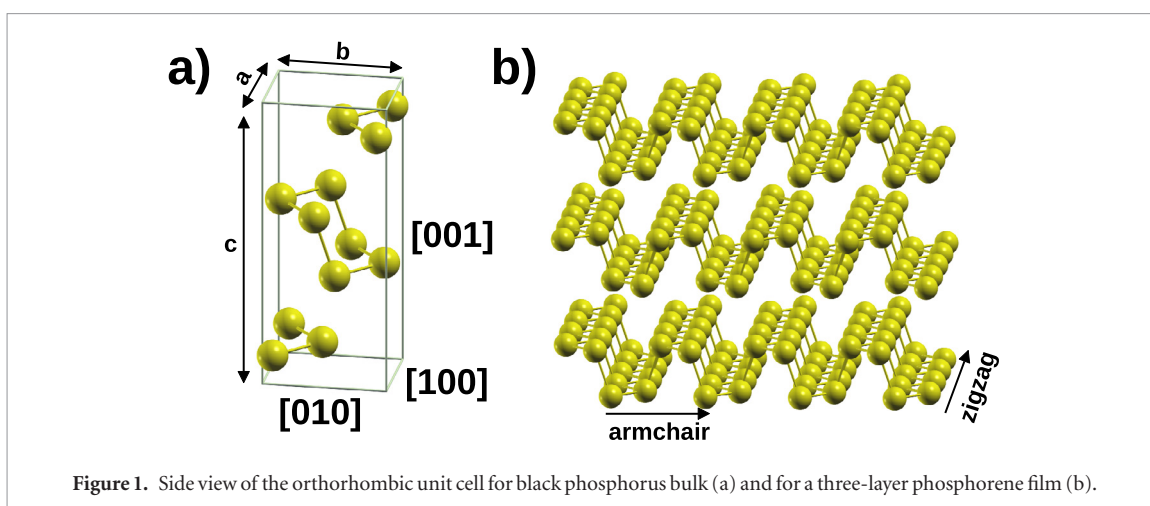 a)
b
a
c
[001]
[100]
[010]
b)
armchair
zigzag
Figure 1. Side view of the orthorhombic unit cell for black phosphorus bulk (a) and for a three-layer phosphorene film (b).